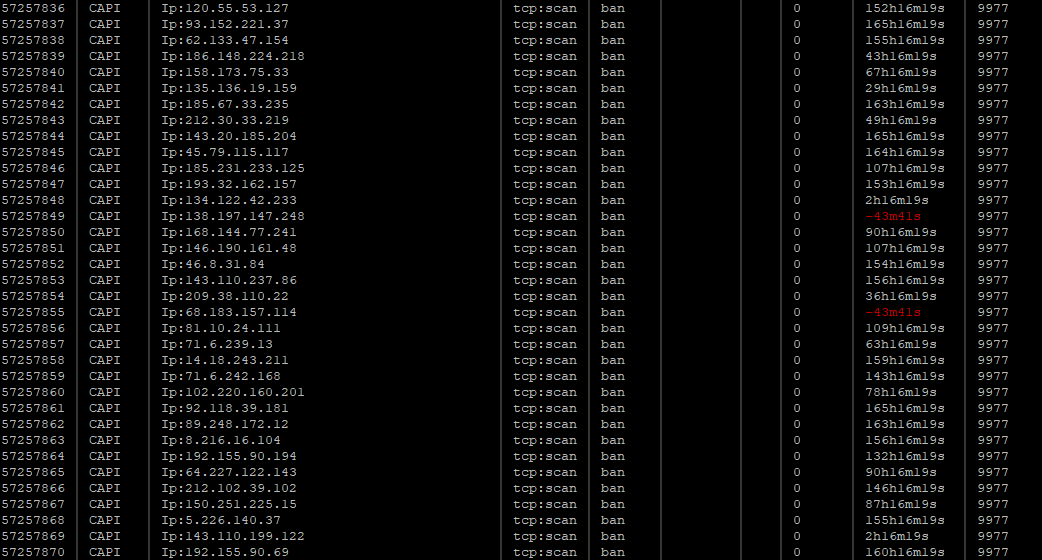 57257836 CAPI Ip:120.55.53.127 tcp:scan ban 0 152h16m19s 9977
57257837 CAPI Ip:93.152.221.37 tcp:scan ban 0 165h16m19s 9977
57257838 CAPI Ip:62.133.47.154 tcp:scan ban 0 155h16m19s 9977
57257839 CAPI Ip:186.148.224.218 tcp:scan ban 0 43h16m19s 9977
57257840 CAPI Ip:158.173.75.33 tcp:scan ban 0 67h16m19s 9977
57257841 CAPI Ip:135.136.19.159 tcp:scan ban 0 29h16m19s 9977
57257842 CAPI Ip:185.67.33.235 tcp:scan ban 0 163h16m19s 9977
57257843 CAPI Ip:212.30.33.219 tcp:scan ban 0 49h16m19s 9977
57257844 CAPI Ip:143.20.185.204 tcp:scan ban 0 165h16m19s 9977
57257845 CAPI Ip:45.79.115.117 tcp:scan ban 0 164h16m19s 9977
57257846 CAPI Ip:185.231.233.125 tcp:scan ban 0 107h16m19s 9977
57257847 CAPI Ip:193.32.162.157 tcp:scan ban 0 153h16m19s 9977
57257848 CAPI Ip:134.122.42.233 tcp:scan ban 0 2h16m19s 9977
57257849 CAPI Ip:138.197.147.248 tcp:scan ban 0 -43m41s 9977
57257850 CAPI Ip:168.144.77.241 tcp:scan ban 0 90h16m19s 9977
57257851 CAPI Ip:146.190.161.48 tcp:scan ban 0 107h16m19s 9977
57257852 CAPI Ip:46.8.31.84 tcp:scan ban 0 154h16m19s 9977
57257853 CAPI Ip:143.110.237.86 tcp:scan ban 0 156h16m19s 9977
57257854 CAPI Ip:209.38.110.22 tcp:scan ban 0 36h16m19s 9977
57257855 CAPI Ip:68.183.157.114 tcp:scan ban 0 -43m41s 9977
57257856 CAPI Ip:81.10.24.111 tcp:scan ban 0 109h16m19s 9977
57257857 CAPI Ip:71.6.239.13 tcp:scan ban 0 63h16m19s 9977
57257858 CAPI Ip:14.18.243.211 tcp:scan ban 0 159h16m19s 9977
57257859 CAPI Ip:71.6.242.168 tcp:scan ban 0 143h16m19s 9977
57257860 CAPI Ip:102.220.160.201 tcp:scan ban 0 78h16m19s 9977
57257861 CAPI Ip:92.118.39.181 tcp:scan ban 0 165h16m19s 9977
57257862 CAPI Ip:89.248.172.12 tcp:scan ban 0 163h16m19s 9977
57257863 CAPI Ip:8.216.16.104 tcp:scan ban 0 156h16m19s 9977
57257864 CAPI Ip:192.155.90.194 tcp:scan ban 0 132h16m19s 9977
57257865 CAPI Ip:64.227.122.143 tcp:scan ban 0 90h16m19s 9977
57257866 CAPI Ip:212.102.39.102 tcp:scan ban 0 146h16m19s 9977
57257867 CAPI Ip:150.251.225.15 tcp:scan ban 0 87h16m19s 9977
57257868 CAPI Ip:5.226.140.37 tcp:scan ban 0 155h16m19s 9977
57257869 CAPI Ip:143.110.199.122 tcp:scan ban 0 2h16m19s 9977
57257870 CAPI Ip:192.155.90.69 tcp:scan ban 0 160h16m19s 9977